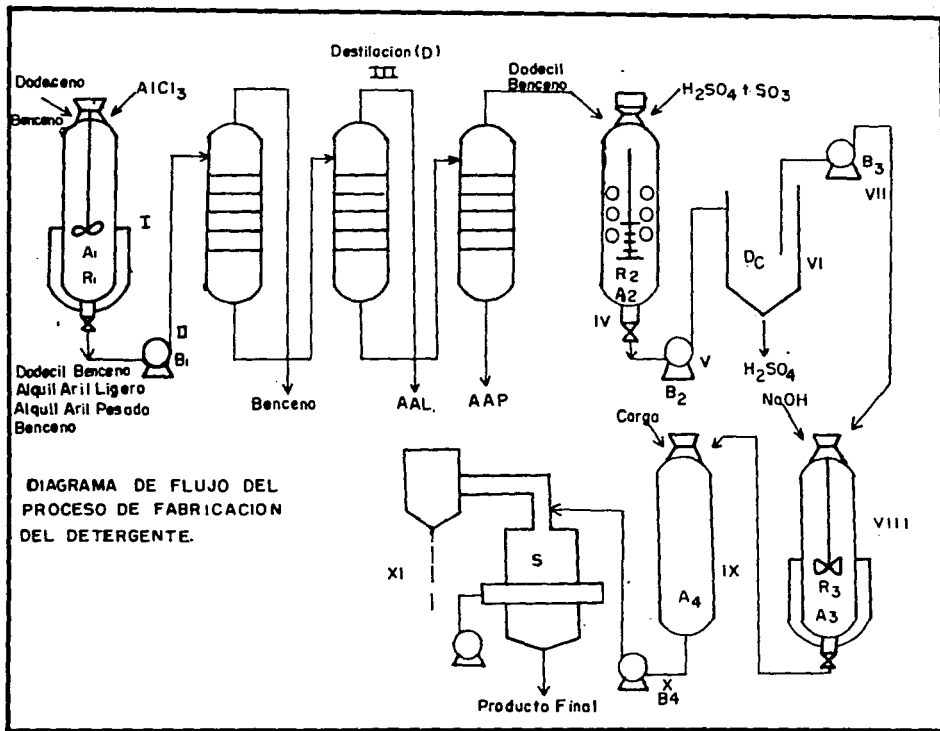 Destilacion (D)
III
Dodeceno
AlCl3
Benceno
Dodecil
Benceno
H2SO4 + SO3
I
A1
R1
II
B1
Dodecil Benceno
Alquil Aril Ligero
Alquil Aril Pesado
Benceno
Benceno
AAL.
AAP
R2
A2
IV
V
B2
DC
VI
H2SO4
B3
VII
NaOH
VIII
R3
A3
Carga
IX
A4
X
B4
S
XI
Producto Final
DIAGRAMA DE FLUJO DEL
PROCESO DE FABRICACION
DEL DETERGENTE.